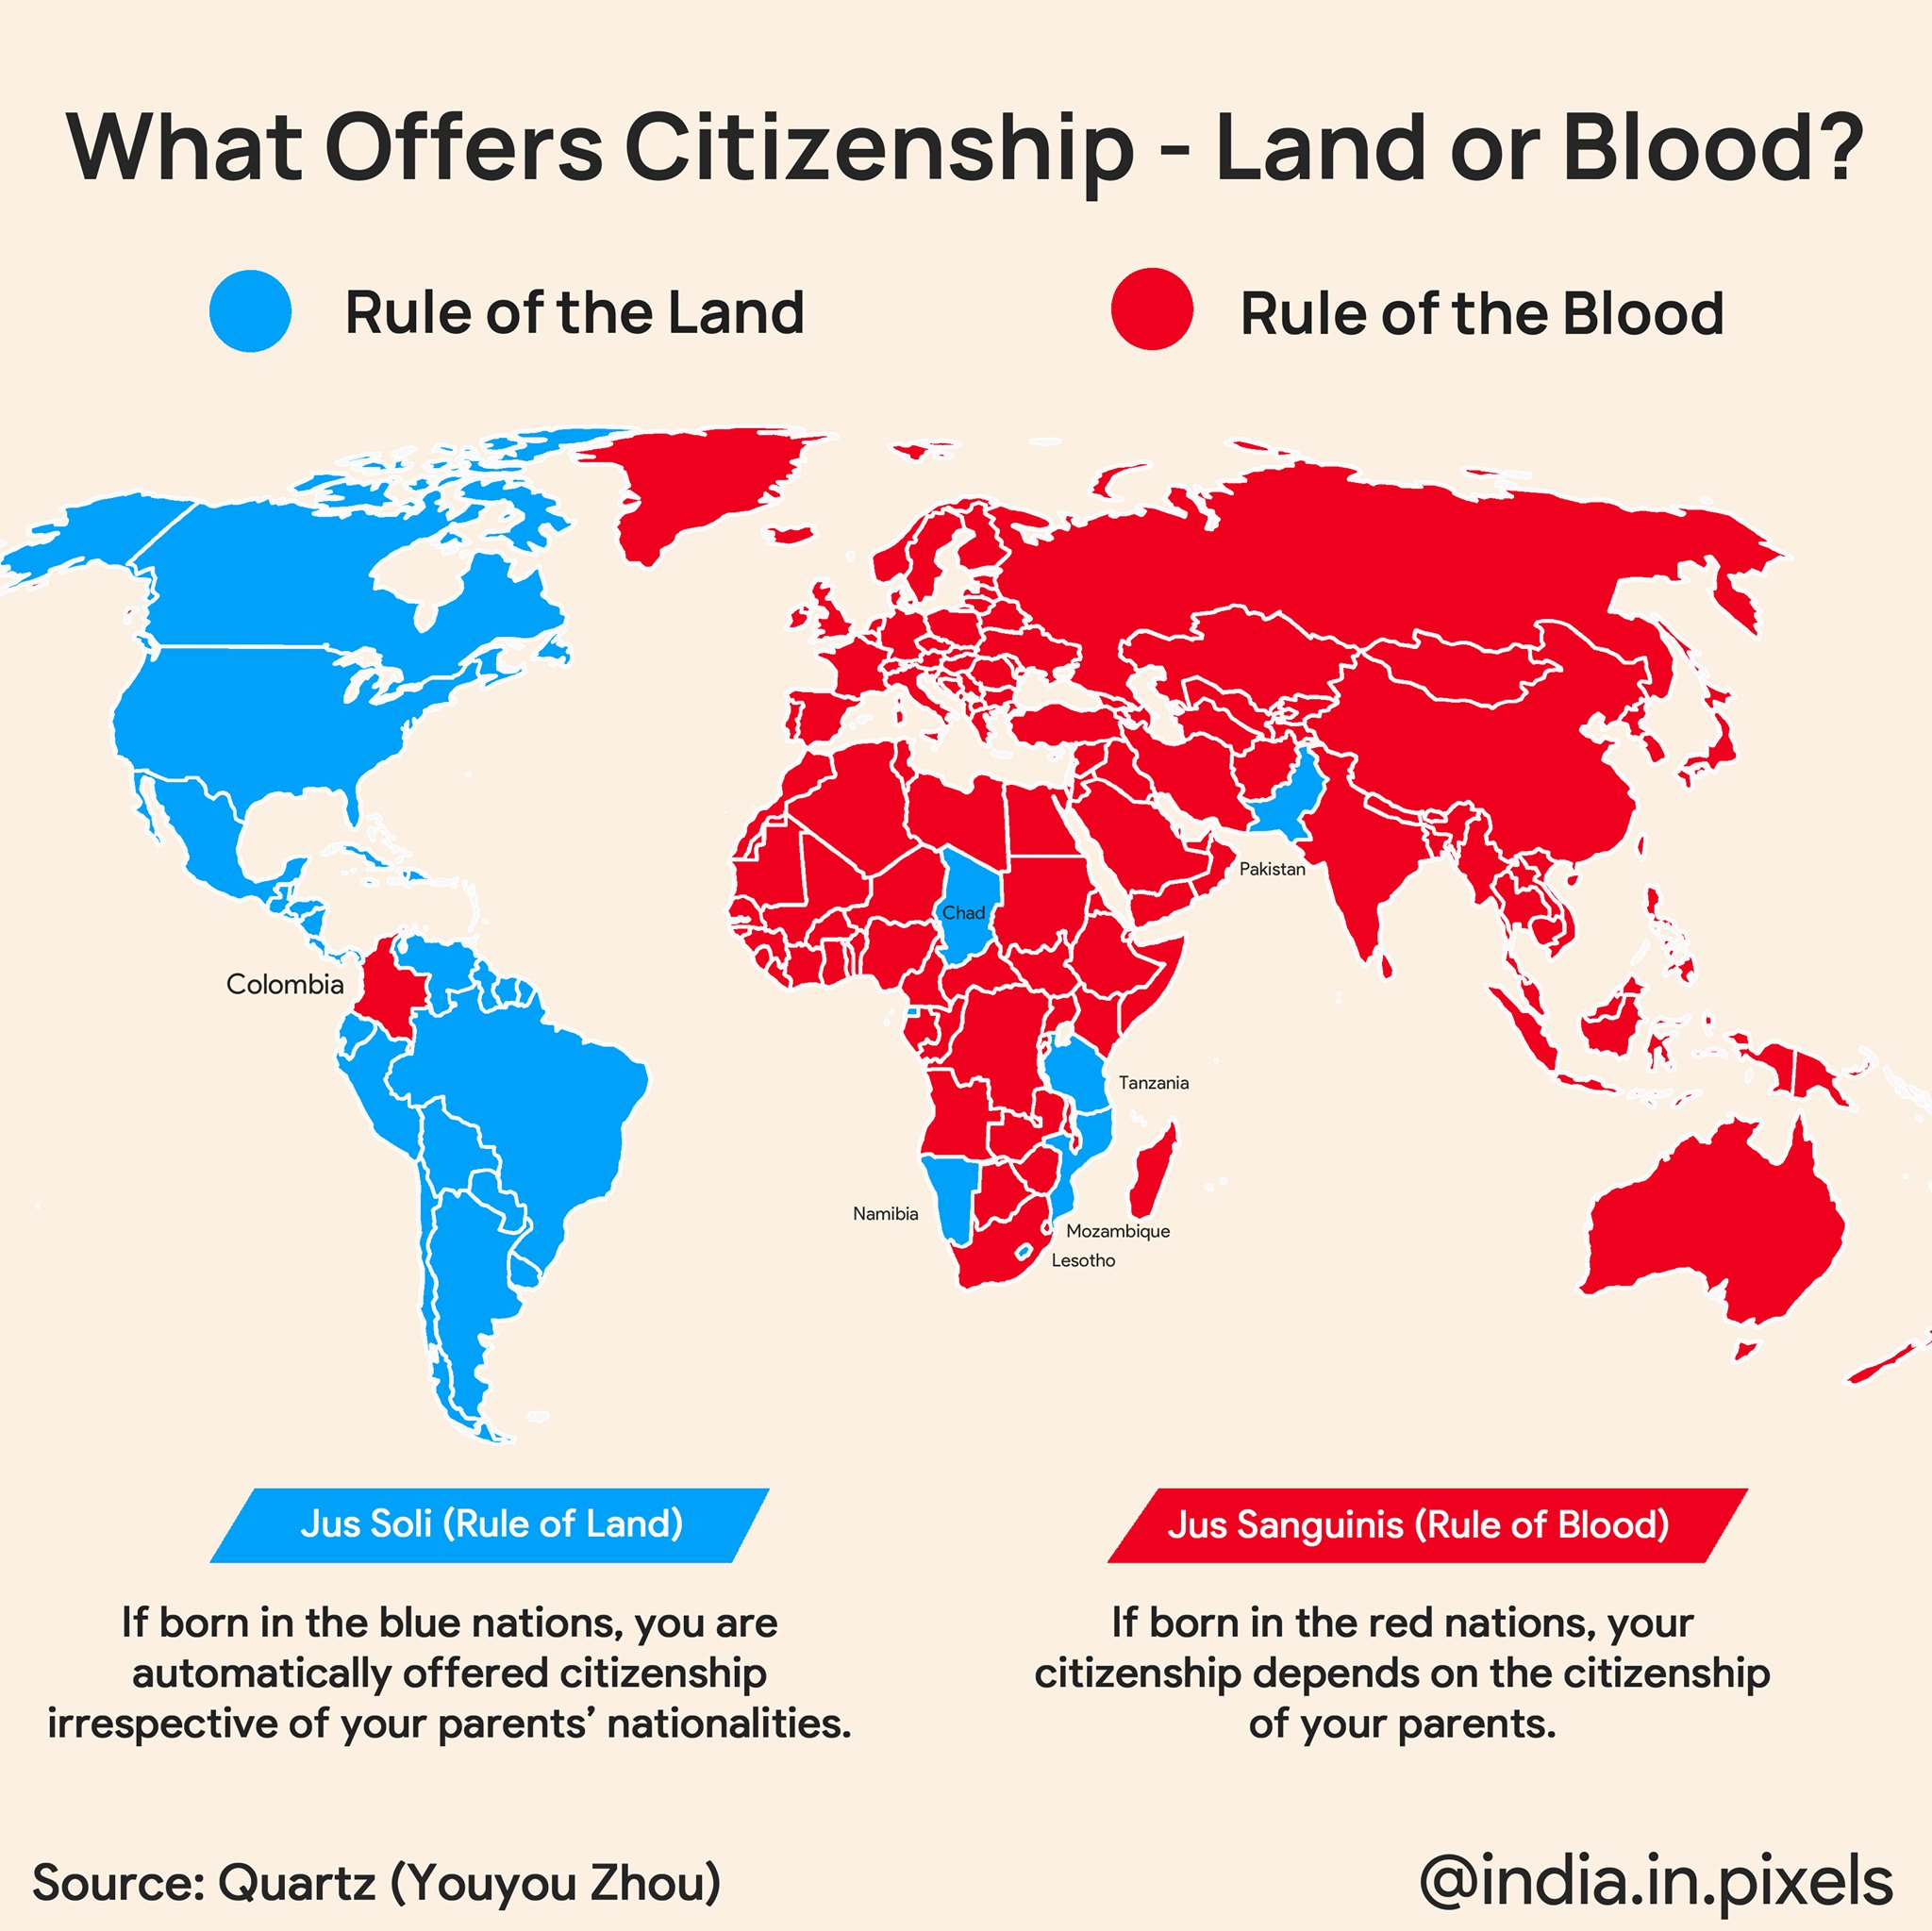 What Offers Citizenship - Land or Blood?
Rule of the Land
Rule of the Blood
Pakistan
Chad
Colombia
Tanzania
Namibia
Mozambique
Lesotho
Jus Soli (Rule of Land)
If born in the blue nations, you are
automatically offered citizenship
irrespective of your parents’ nationalities.
Jus Sanguinis (Rule of Blood)
If born in the red nations, your
citizenship depends on the citizenship
of your parents.
Source: Quartz (Youyou Zhou)
@india.in.pixels